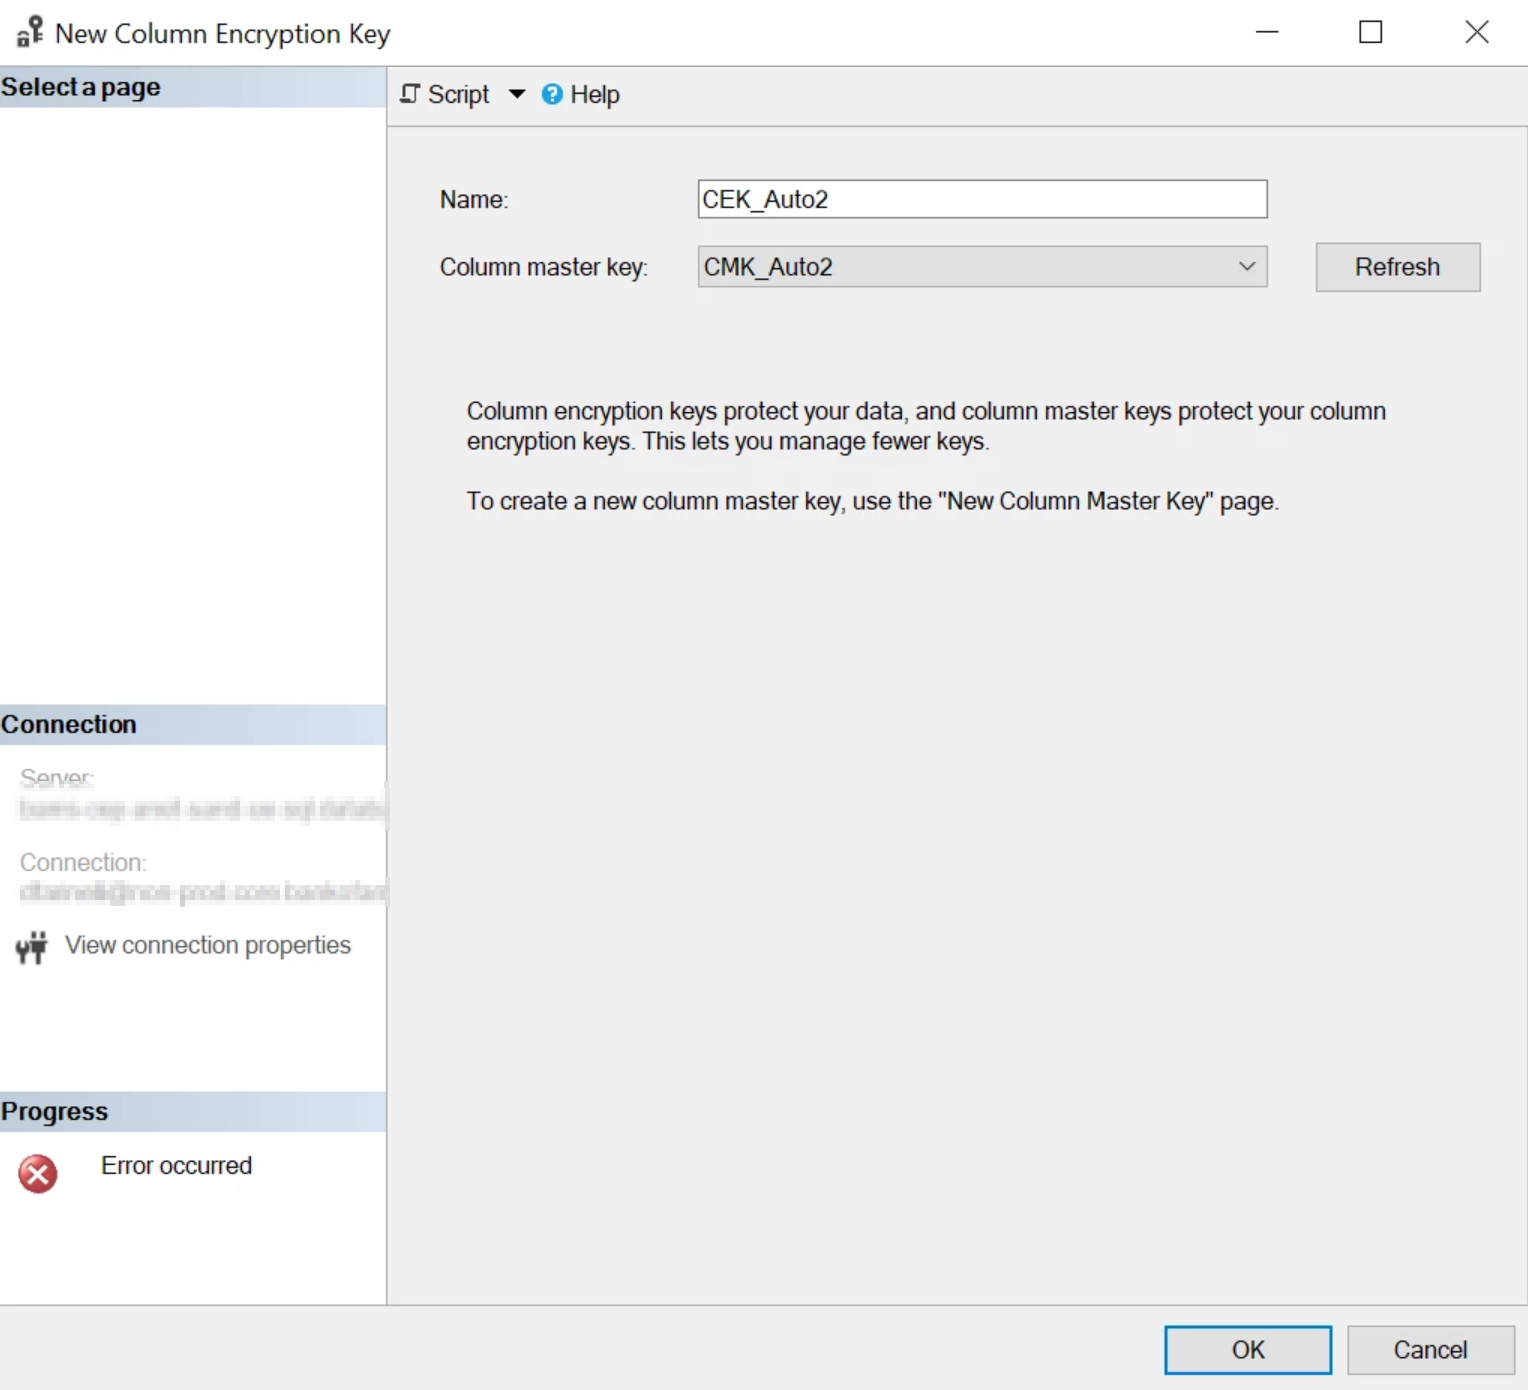 New Column Encryption Key
Select a page
Script Help
Name: CEK_Auto2
Column master key: CMK_Auto2 Refresh
Column encryption keys protect your data, and column master keys protect your column
encryption keys. This lets you manage fewer keys.
To create a new column master key, use the "New Column Master Key" page.
Connection
Server:
Connection:
View connection properties
Progress
Error occurred
OK Cancel